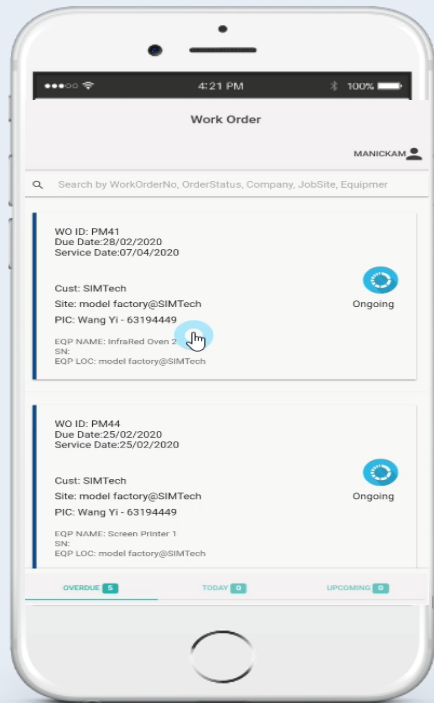 4:21 PM
100%
Work Order
MANICKAM
Search by WorkOrderNo, OrderStatus, Company, JobSite, Equipmer
WO ID: PM41
Due Date:28/02/2020
Service Date:07/04/2020
Cust: SIMTech
Site: model factory@SIMTech
PIC: Wang Yi - 63194449
Ongoing
EQP NAME: InfraRed Oven 2
SN:
EQP LOC: model factory@SIMTech
WO ID: PM44
Due Date:25/02/2020
Service Date:25/02/2020
Cust: SIMTech
Site: model factory@SIMTech
PIC: Wang Yi - 63194449
Ongoing
EQP NAME: Screen Printer 1
SN:
EQP LOC: model factory@SIMTech
OVERDUE 5 TODAY 0 UPCOMING 0